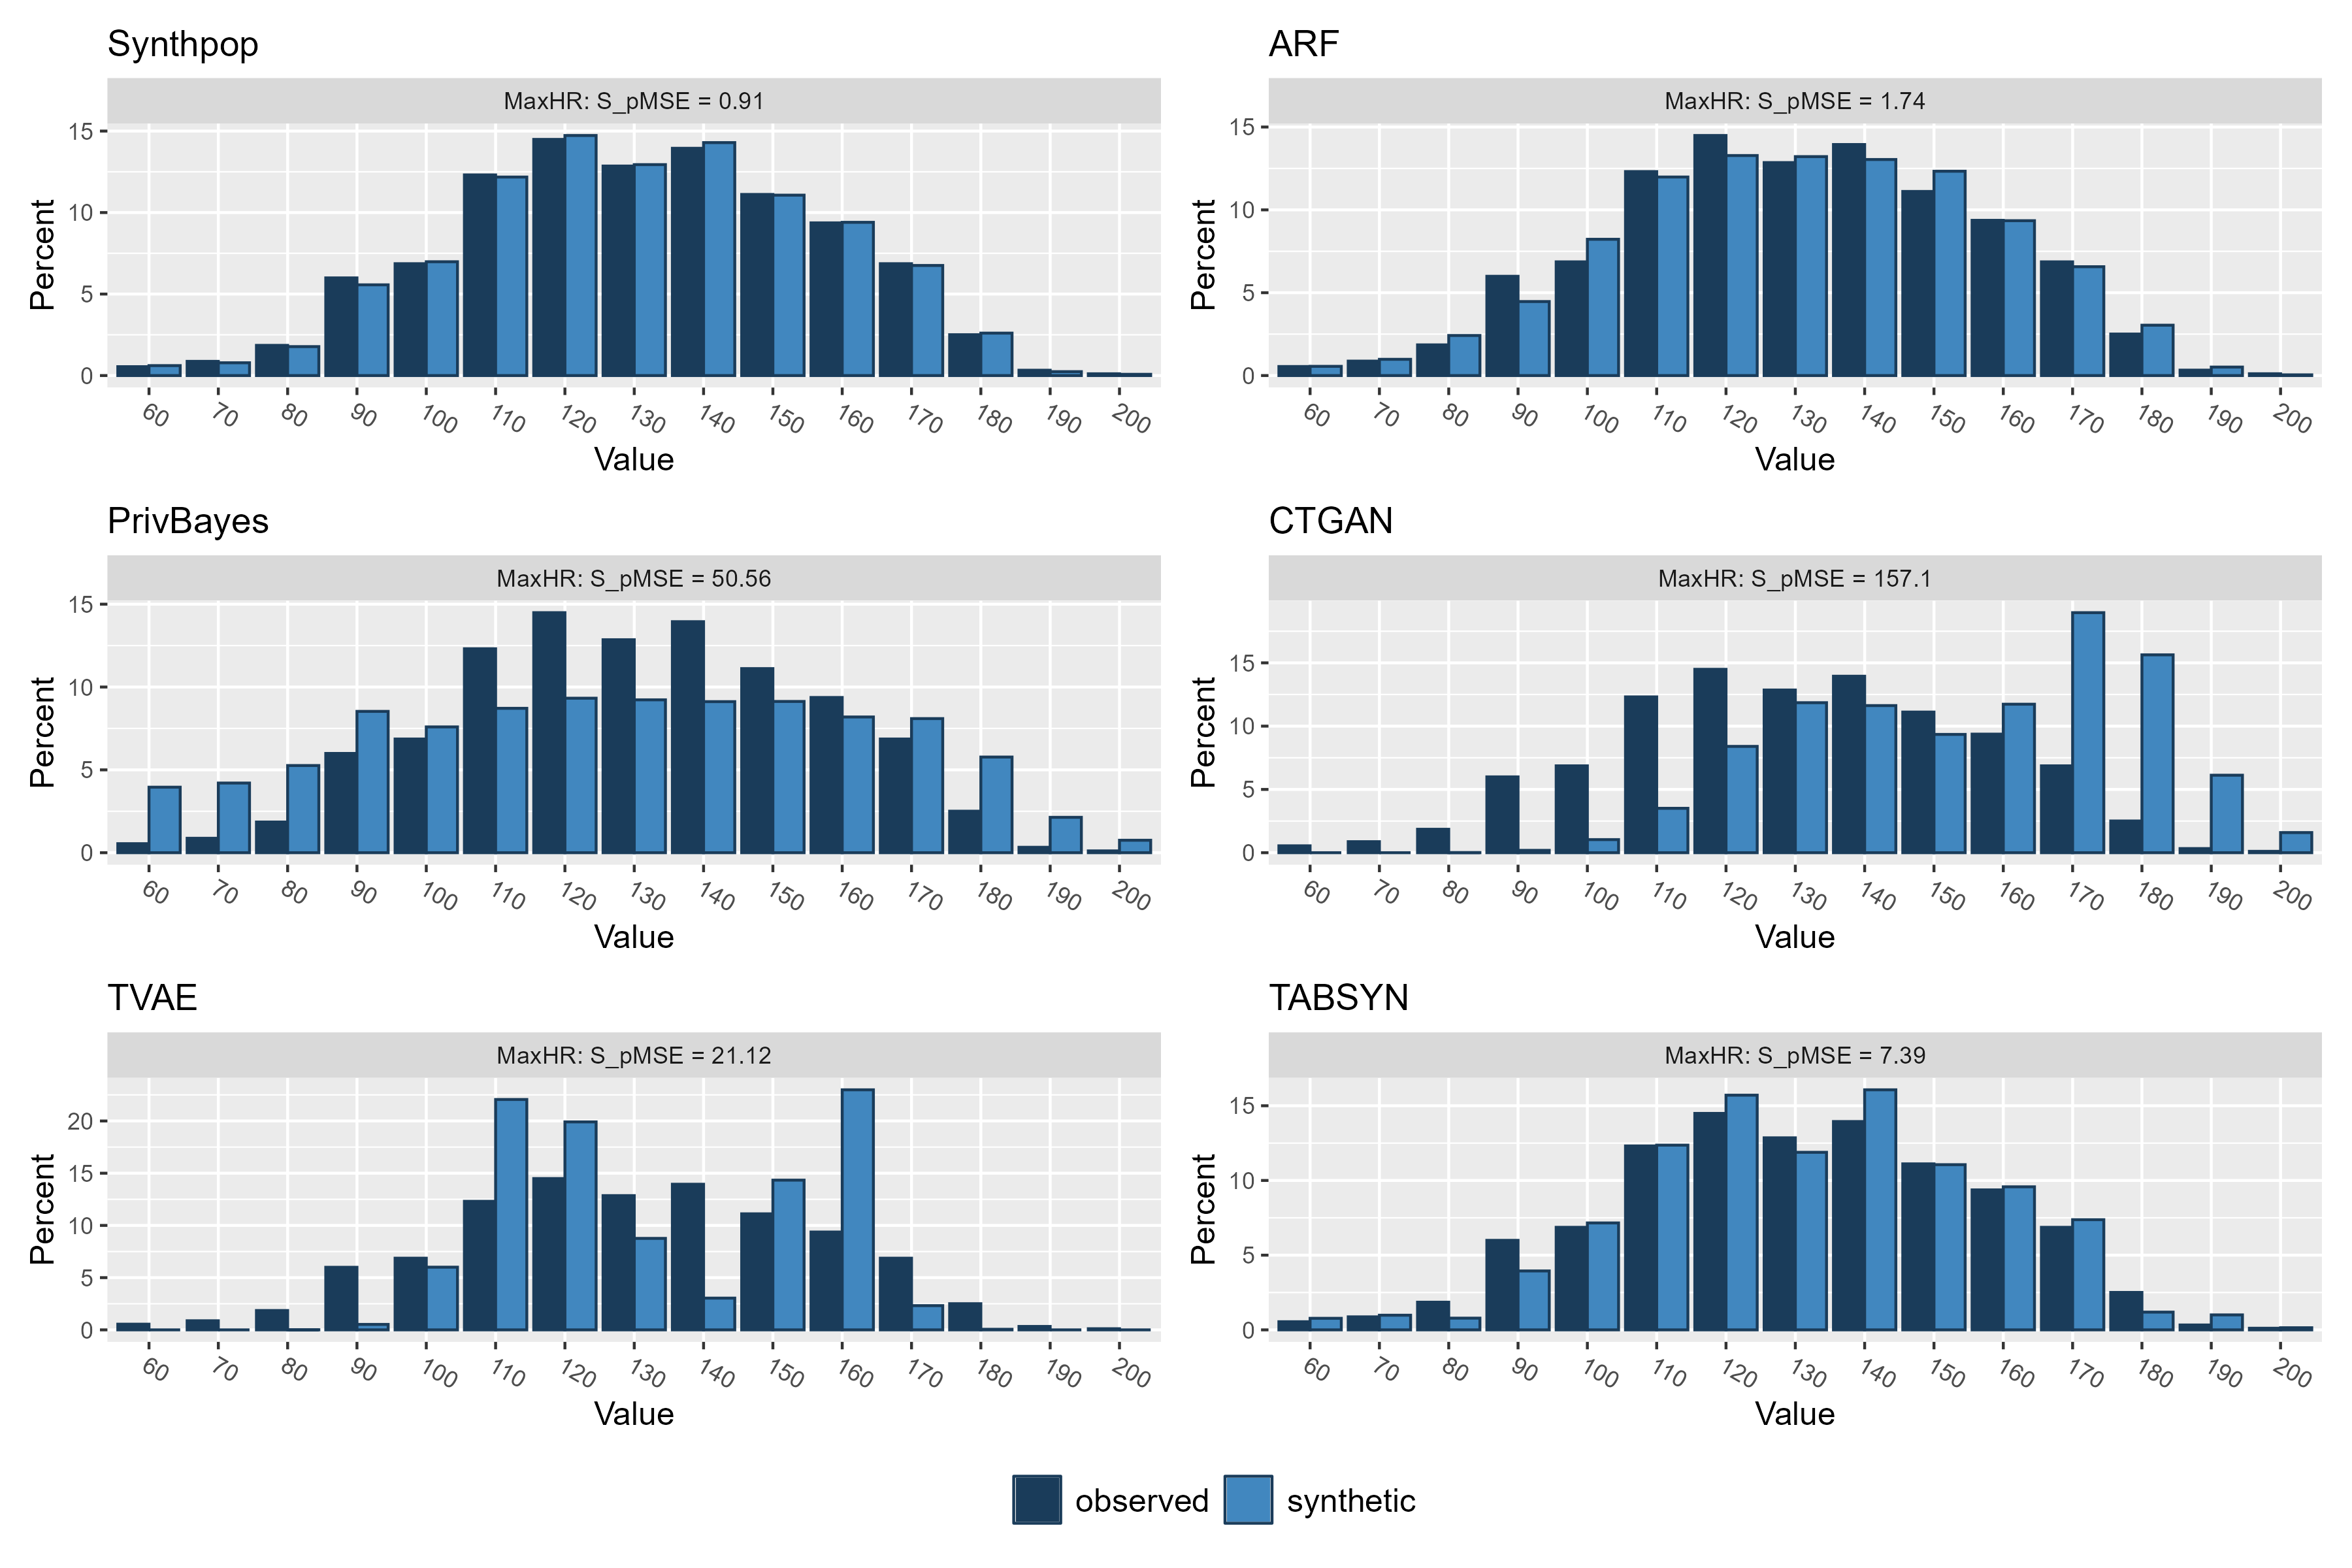 Synthpop
MaxHR: S_pMSE = 0.91
Percent
15
10
5
0
60 70 80 90 100 110 120 130 140 150 160 170 180 190 200
Value
ARF
MaxHR: S_pMSE = 1.74
Percent
15
10
5
0
60 70 80 90 100 110 120 130 140 150 160 170 180 190 200
Value
PrivBayes
MaxHR: S_pMSE = 50.56
Percent
15
10
5
0
60 70 80 90 100 110 120 130 140 150 160 170 180 190 200
Value
CTGAN
MaxHR: S_pMSE = 157.1
Percent
15
10
5
0
60 70 80 90 100 110 120 130 140 150 160 170 180 190 200
Value
TVAE
MaxHR: S_pMSE = 21.12
Percent
20
15
10
5
0
60 70 80 90 100 110 120 130 140 150 160 170 180 190 200
Value
TABSYN
MaxHR: S_pMSE = 7.39
Percent
15
10
5
0
60 70 80 90 100 110 120 130 140 150 160 170 180 190 200
Value
observed synthetic